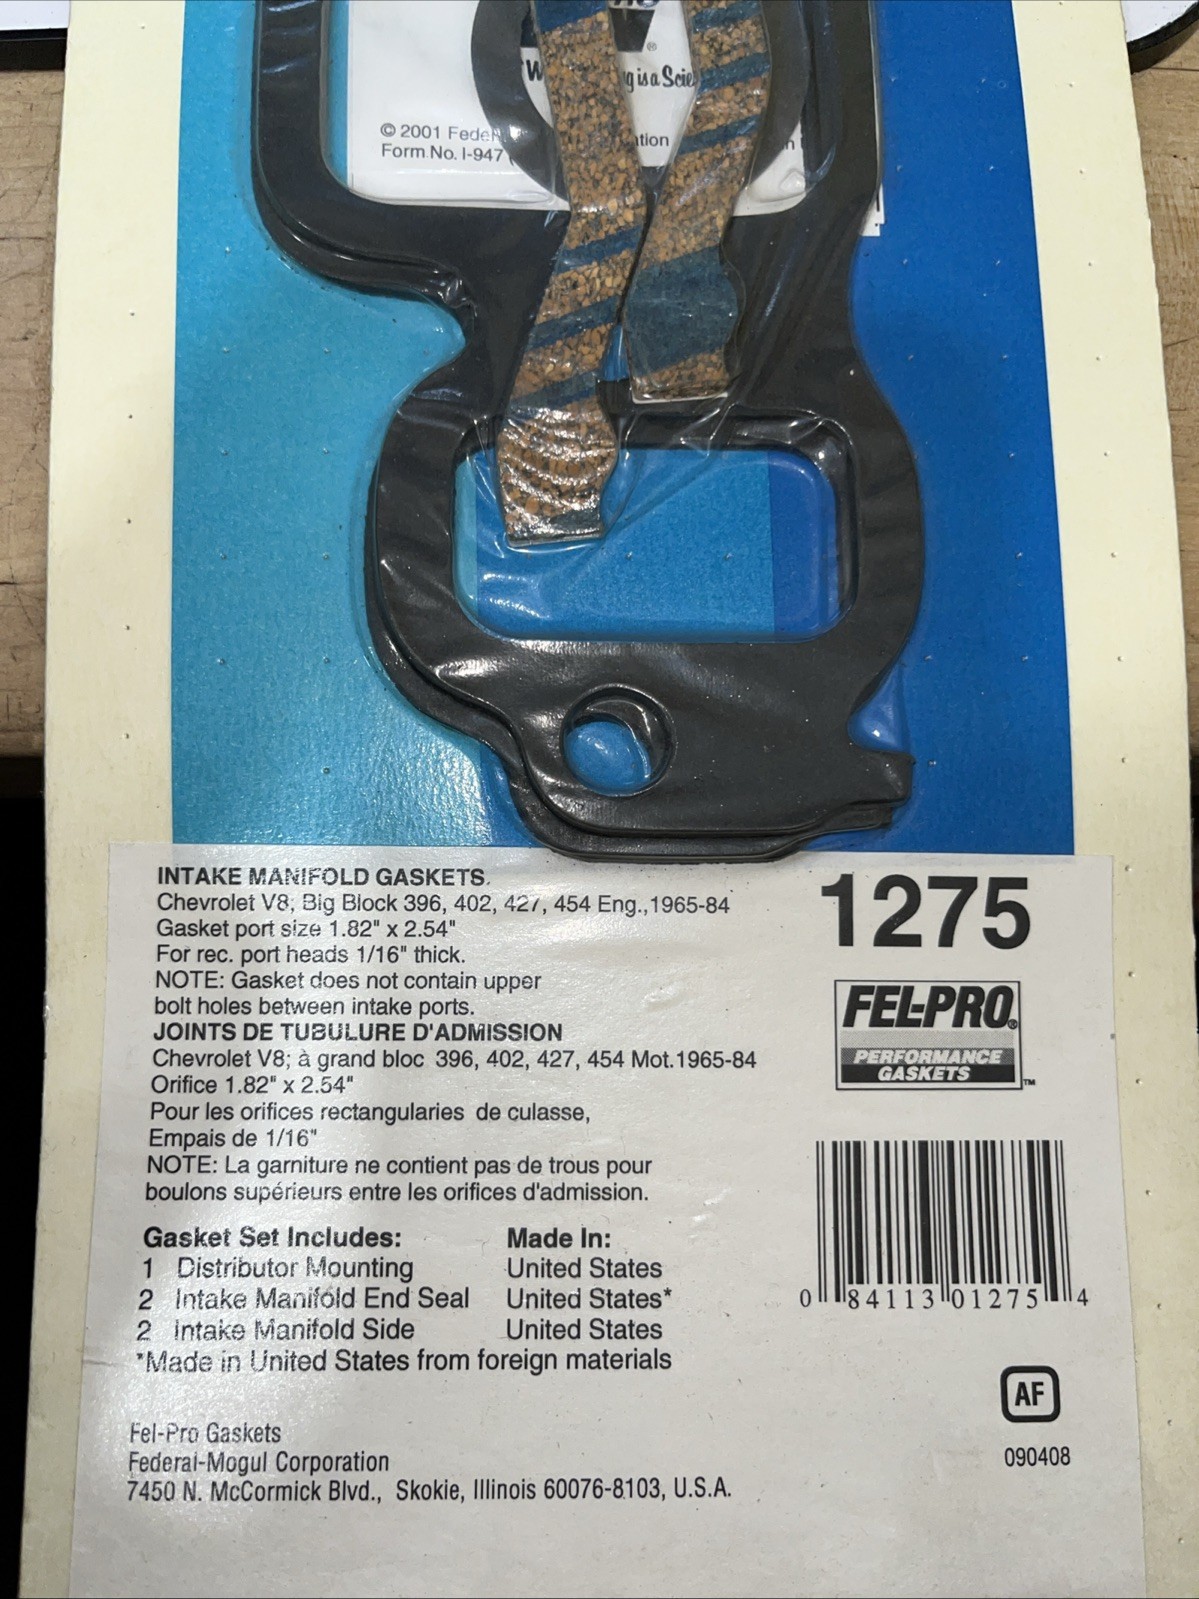 ®
g is a Scie
© 2001 Feder
Form No. I-947
INTAKE MANIFOLD GASKETS.
Chevrolet V8; Big Block 396, 402, 427, 454 Eng.,1965-84
Gasket port size 1.82" x 2.54"
For rec. port heads 1/16" thick.
NOTE: Gasket does not contain upper
bolt holes between intake ports.
JOINTS DE TUBULURE D'ADMISSION
Chevrolet V8; à grand bloc 396, 402, 427, 454 Mot.1965-84
Orifice 1.82" x 2.54"
Pour les orifices rectangularies de culasse,
Empais de 1/16"
NOTE: La garniture ne contient pas de trous pour
boulons supérieurs entre les orifices d'admission.
Gasket Set Includes: Made In:
1 Distributor Mounting United States
2 Intake Manifold End Seal United States*
2 Intake Manifold Side United States
*Made in United States from foreign materials
Fel-Pro Gaskets
Federal-Mogul Corporation
7450 N. McCormick Blvd., Skokie, Illinois 60076-8103, U.S.A.
1275
FEL-PRO®
PERFORMANCE
GASKETS™
0 84113 01275 4
AF
090408